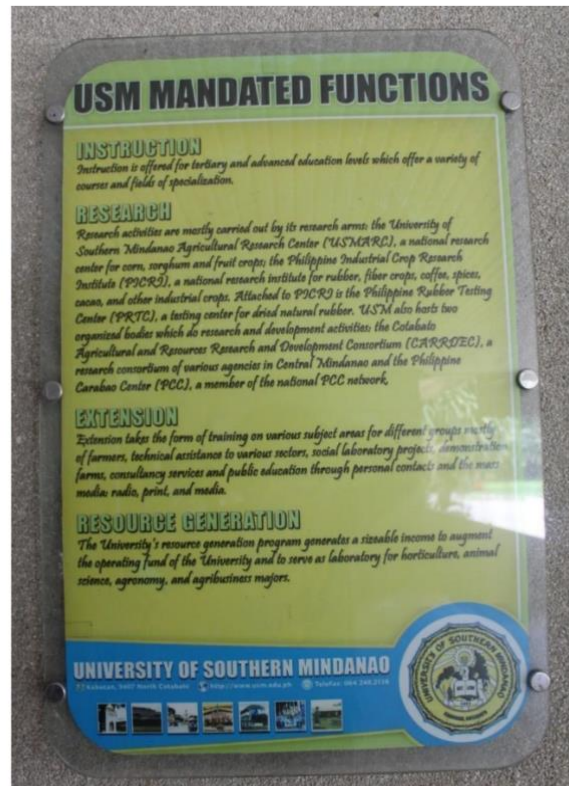 USM MANDATED FUNCTIONS
INSTRUCTION
Instruction is offered for tertiary and advanced education levels which offer a variety of
courses and fields of specialization.
RESEARCH
Research activities are mostly carried out by its research arms: the University of
Southern Mindanao Agricultural Research Center (USMARC), a national research
center for corn, sorghum and fruit crops; the Philippine Industrial Crop Research
Institute (PICRI), a national research institute for rubber, fiber crops, coffee, spices,
cacao, and other industrial crops. Attached to PICRI is the Philippine Rubber Testing
Center (PRTC), a testing center for dried natural rubber. USM also hosts two
organized bodies which do research and development activities: the Cotabato
Agricultural and Resources Research and Development Consortium (CARRDEC), a
research consortium of various agencies in Central Mindanao and the Philippine
Carabao Center (PCC), a member of the national PCC network.
EXTENSION
Extension takes the form of training on various subject areas for different groups mostly
of farmers, technical assistance to various sectors, social laboratory projects, demonstration
farms, consultancy services and public education through personal contacts and the mass
media: radio, print, and media.
RESOURCE GENERATION
The University's resource generation program generates a sizeable income to augment
the operating fund of the University and to serve as laboratory for horticulture, animal
science, agronomy, and agribusiness majors.
UNIVERSITY OF SOUTHERN MINDANAO
Kabacan, 9407 North Cotabato http://www.usm.edu.ph Telefax: 064 248.2138
UNIVERSITY OF SOUTHERN MINDANAO